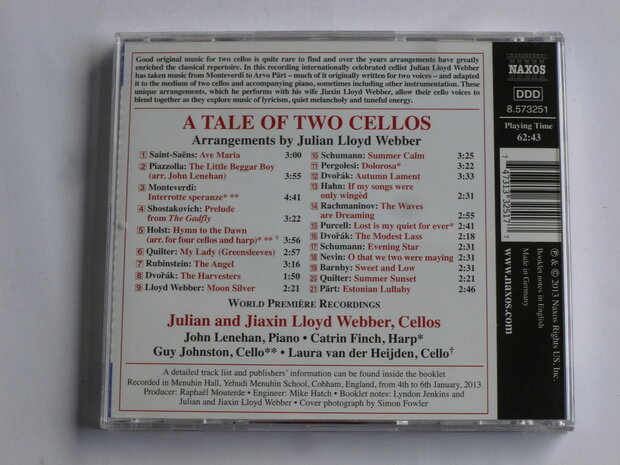 Good original music for two cellos is quite rare to find and over the years arrangements have greatly
enriched the classical repertoire. In this recording internationally celebrated cellist Julian Lloyd Webber
has taken music from Monteverdi to Arvo Pärt – much of it originally written for two voices – and adapted
it to the medium of two cellos and accompanying piano, sometimes including other instrumentation. These
unique arrangements, which he performs with his wife Jiaxin Lloyd Webber, allow their cello voices to
blend together as they explore music of lyricism, quiet melancholy and tuneful energy.
A TALE OF TWO CELLOS
Arrangements by Julian Lloyd Webber
1 Saint-Saëns: Ave Maria 3:00
2 Piazzolla: The Little Beggar Boy
(arr. John Lenehan) 3:55
3 Monteverdi:
Interrotte speranze* ** 4:41
4 Shostakovich: Prelude
from The Gadfly 3:22
5 Holst: Hymn to the Dawn
(arr. for four cellos and harp)* ** † 3:56
6 Quilter: My Lady (Greensleeves) 2:57
7 Rubinstein: The Angel 3:16
8 Dvořák: The Harvesters 1:50
9 Lloyd Webber: Moon Silver 2:21
10 Schumann: Summer Calm 3:25
11 Pergolesi: Dolorosa* 3:22
12 Dvořák: Autumn Lament 3:33
13 Hahn: If my songs were
only wingèd 2:31
14 Rachmaninov: The Waves
are Dreaming 2:55
15 Purcell: Lost is my quiet for ever* 2:41
16 Dvořák: The Modest Lass 2:18
17 Schumann: Evening Star 2:31
18 Nevin: O that we two were maying 2:31
19 Barnby: Sweet and Low 2:31
20 Quilter: Summer Sunset 2:21
21 Pärt: Estonian Lullaby 2:46
WORLD PREMIÈRE RECORDINGS
Julian and Jiaxin Lloyd Webber, Cellos
John Lenehan, Piano • Catrin Finch, Harp*
Guy Johnston, Cello** • Laura van der Heijden, Cello†
A detailed track list and publishers' information can be found inside the booklet
Recorded in Menuhin Hall, Yehudi Menuhin School, Cobham, England, from 4th to 6th January, 2013
Producer: Raphaël Mouterde • Engineer: Mike Hatch • Booklet notes: Lyndon Jenkins and
Julian and Jiaxin Lloyd Webber • Cover photograph by Simon Fowler
NAXOS
DDD
8.573251
Playing Time
62:43
7 47313 32517 7
℗ & © 2013 Naxos Rights US, Inc.
Booklet notes in English
Made in Germany
www.naxos.com